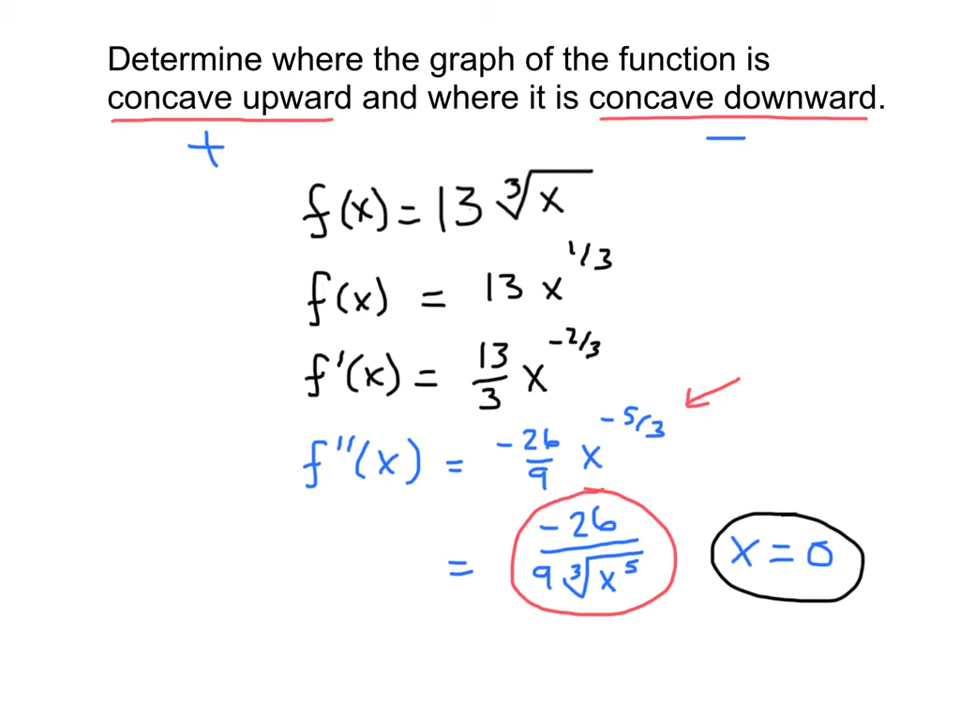 Determine where the graph of the function is
concave upward and where it is concave downward.
+ −
f(x) = 13 ∛x
f(x) = 13 x^{1/3}
f'(x) = 13/3 x^{-2/3}
f''(x) = -26/9 x^{-5/3}
= -26/(9 ∛x^5) x = 0